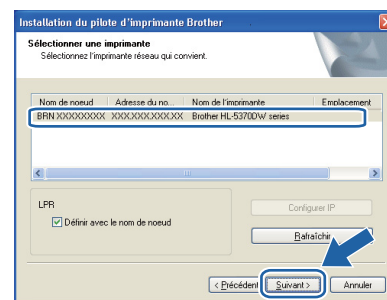 Installation du pilote d'imprimante Brother
Sélectionner une imprimante
Sélectionnez l'imprimante réseau qui convient.
Nom de noeud Adresse du no... Nom de l'imprimante Emplacement
BRN XXXXXXXXX XXX.XXX.XXX.XX Brother HL-5370DW series
LPR
Définir avec le nom de noeud
Configurer IP
Rafraîchir
< Précédent Suivant > Annuler